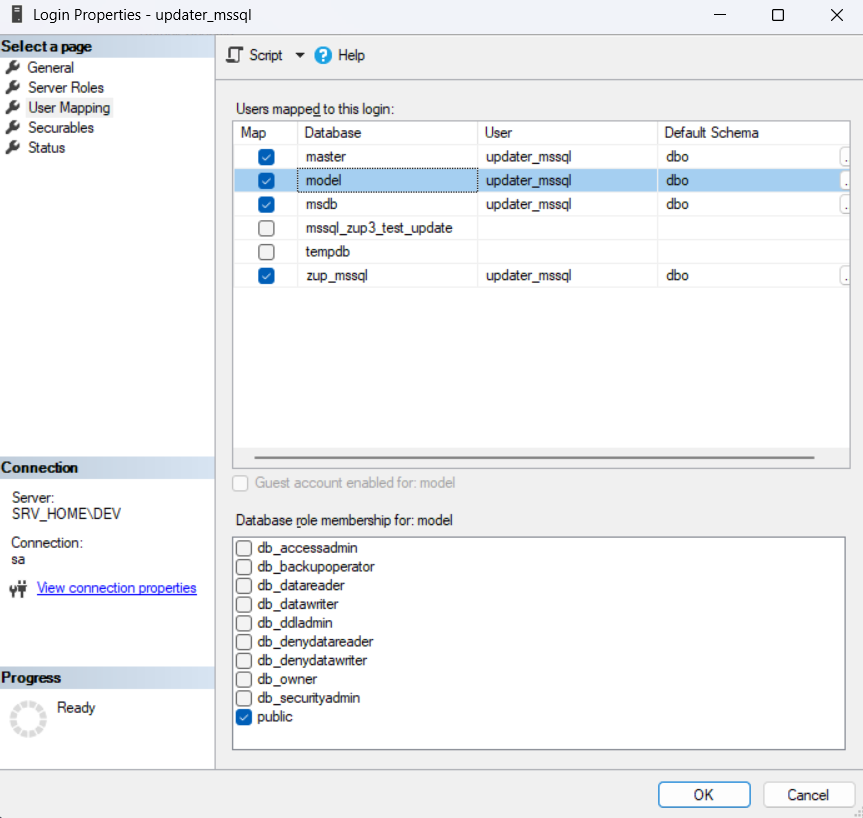 Login Properties - updater_mssql
Select a page
General
Server Roles
User Mapping
Securables
Status
Script
Help
Users mapped to this login:
Map Database User Default Schema
master updater_mssql dbo .
model updater_mssql dbo .
msdb updater_mssql dbo .
mssql_zup3_test_update
tempdb
zup_mssql updater_mssql dbo .
Guest account enabled for: model
Database role membership for: model
db_accessadmin
db_backupoperator
db_datareader
db_datawriter
db_ddladmin
db_denydatareader
db_denydatawriter
db_owner
db_securityadmin
public
Connection
Server:
SRV_HOME\DEV
Connection:
sa
View connection properties
Progress
Ready
OK
Cancel